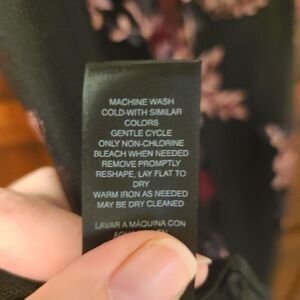 MACHINE WASH
COLD-WITH SIMILAR
COLORS
GENTLE CYCLE
ONLY NON-CHLORINE
BLEACH WHEN NEEDED
REMOVE PROMPTLY
RESHAPE, LAY FLAT TO
DRY
WARM IRON AS NEEDED
MAY BE DRY CLEANED
LAVAR A MÁQUINA CON